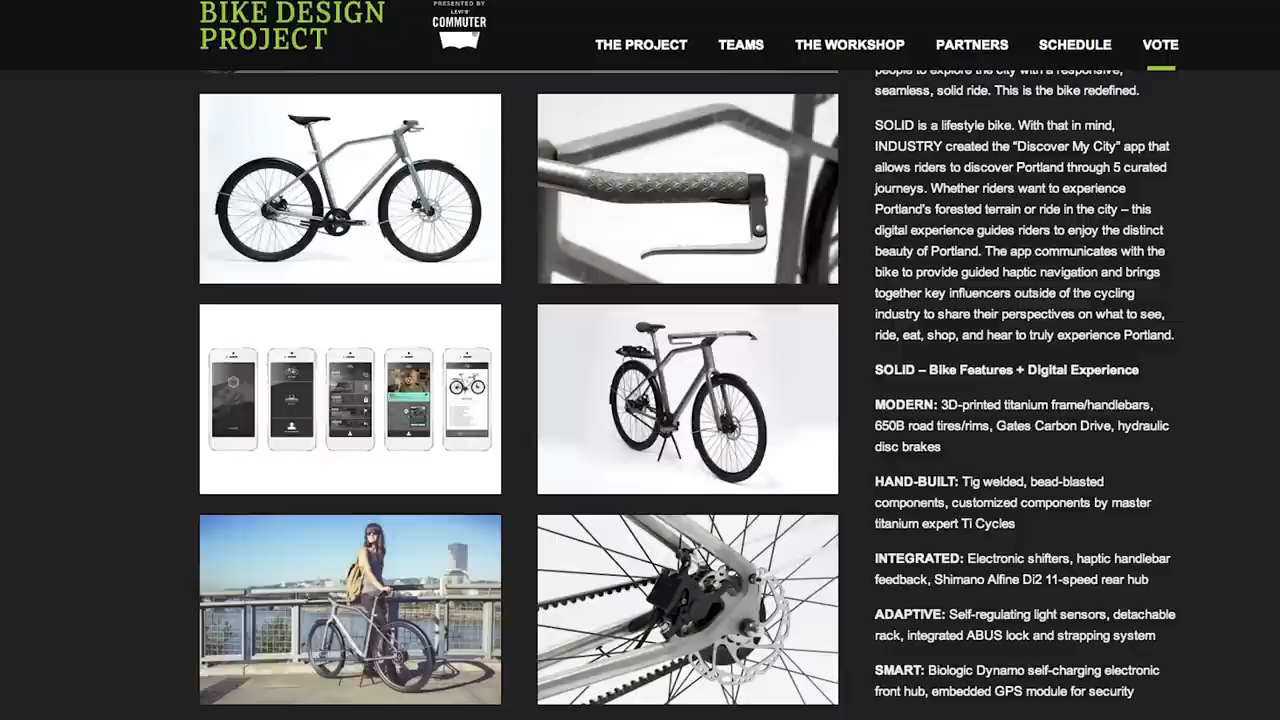 BIKE DESIGN
PROJECT
PRESENTED BY
LEVI'S
COMMUTER
THE PROJECT
TEAMS
THE WORKSHOP
PARTNERS
SCHEDULE
VOTE
people to explore the city with a responsive,
seamless, solid ride. This is the bike redefined.
SOLID is a lifestyle bike. With that in mind,
INDUSTRY created the “Discover My City” app that
allows riders to discover Portland through 5 curated
journeys. Whether riders want to experience
Portland’s forested terrain or ride in the city – this
digital experience guides riders to enjoy the distinct
beauty of Portland. The app communicates with the
bike to provide guided haptic navigation and brings
together key influencers outside of the cycling
industry to share their perspectives on what to see,
ride, eat, shop, and hear to truly experience Portland.
SOLID – Bike Features + Digital Experience
MODERN: 3D-printed titanium frame/handlebars,
650B road tires/rims, Gates Carbon Drive, hydraulic
disc brakes
HAND-BUILT: Tig welded, bead-blasted
components, customized components by master
titanium expert Ti Cycles
INTEGRATED: Electronic shifters, haptic handlebar
feedback, Shimano Alfine Di2 11-speed rear hub
ADAPTIVE: Self-regulating light sensors, detachable
rack, integrated ABUS lock and strapping system
SMART: Biologic Dynamo self-charging electronic
front hub, embedded GPS module for security